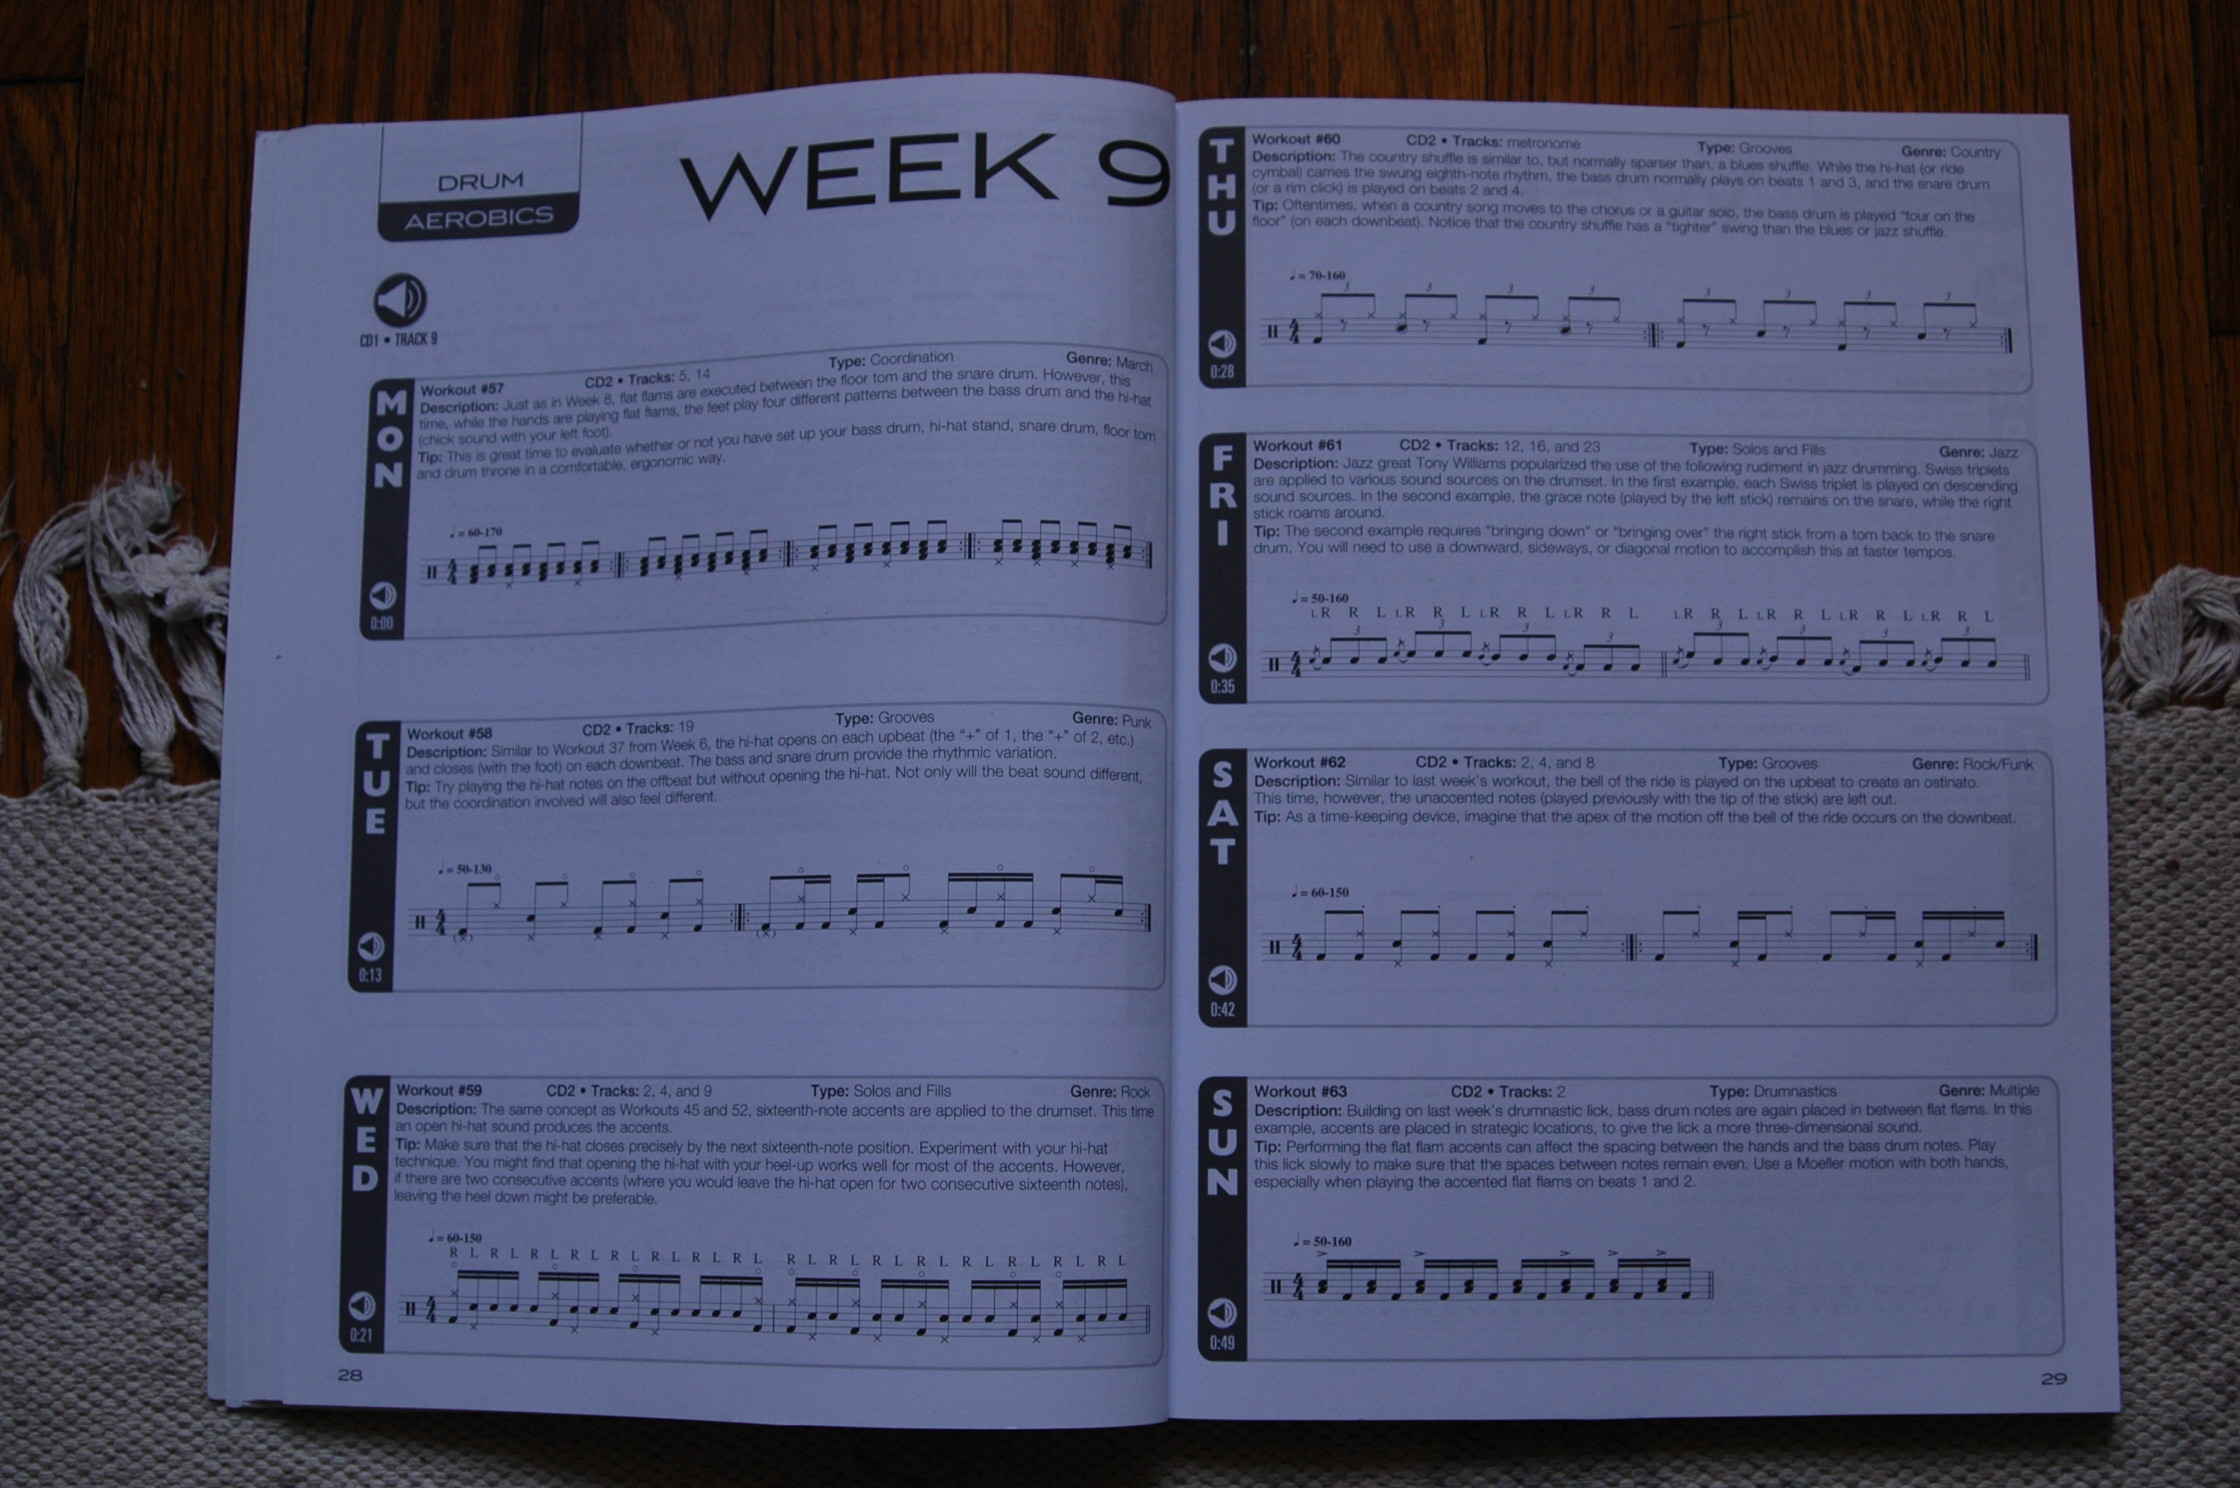 DRUM
AEROBICS
WEEK 9
CD1 • TRACK 9
MON
0:00
Workout #57 CD2 • Tracks: 5, 14 Type: Coordination Genre: March
Description: Just as in Week 8, flat flams are executed between the floor tom and the snare drum. However, this
time, while the hands are playing flat flams, the feet play four different patterns between the bass drum and the hi-hat
(chick sound with your left foot).
Tip: This is great time to evaluate whether or not you have set up your bass drum, hi-hat stand, snare drum, floor tom
and drum throne in a comfortable, ergonomic way.
♩ = 60-170
TUE
0:13
Workout #58 CD2 • Tracks: 19 Type: Grooves Genre: Punk
Description: Similar to Workout 37 from Week 6, the hi-hat opens on each upbeat (the "+" of 1, the "+" of 2, etc.)
and closes (with the foot) on each downbeat. The bass and snare drum provide the rhythmic variation.
Tip: Try playing the hi-hat notes on the offbeat but without opening the hi-hat. Not only will the beat sound different,
but the coordination involved will also feel different.
♩ = 50-130
WED
0:21
Workout #59 CD2 • Tracks: 2, 4, and 9 Type: Solos and Fills Genre: Rock
Description: The same concept as Workouts 45 and 52, sixteenth-note accents are applied to the drumset. This time
an open hi-hat sound produces the accents.
Tip: Make sure that the hi-hat closes precisely by the next sixteenth-note position. Experiment with your hi-hat
technique. You might find that opening the hi-hat with your heel-up works well for most of the accents. However,
if there are two consecutive accents (where you would leave the hi-hat open for two consecutive sixteenth notes),
leaving the heel down might be preferable.
♩ = 60-150
R L R L R L R L R L R L R L R L R L R L R L R L R L R L R L R L
28
THU
0:28
Workout #60 CD2 • Tracks: metronome Type: Grooves Genre: Country
Description: The country shuffle is similar to, but normally sparser than, a blues shuffle. While the hi-hat (or ride
cymbal) carries the swung eighth-note rhythm, the bass drum normally plays on beats 1 and 3, and the snare drum
(or a rim click) is played on beats 2 and 4.
Tip: Oftentimes, when a country song moves to the chorus or a guitar solo, the bass drum is played "four on the
floor" (on each downbeat). Notice that the country shuffle has a "tighter" swing than the blues or jazz shuffle.
♩ = 70-160
3 3 3 3 3 3 3 3
FRI
0:35
Workout #61 CD2 • Tracks: 12, 16, and 23 Type: Solos and Fills Genre: Jazz
Description: Jazz great Tony Williams popularized the use of the following rudiment in jazz drumming. Swiss triplets
are applied to various sound sources on the drumset. In the first example, each Swiss triplet is played on descending
sound sources. In the second example, the grace note (played by the left stick) remains on the snare, while the right
stick roams around.
Tip: The second example requires "bringing down" or "bringing over" the right stick from a tom back to the snare
drum. You will need to use a downward, sideways, or diagonal motion to accomplish this at faster tempos.
♩ = 50-160
LR R L LR R L LR R L LR R L LR R L LR R L LR R L LR R L
3 3 3 3 3 3 3 3
SAT
0:42
Workout #62 CD2 • Tracks: 2, 4, and 8 Type: Grooves Genre: Rock/Funk
Description: Similar to last week's workout, the bell of the ride is played on the upbeat to create an ostinato.
This time, however, the unaccented notes (played previously with the tip of the stick) are left out.
Tip: As a time-keeping device, imagine that the apex of the motion off the bell of the ride occurs on the downbeat.
♩ = 60-150
SUN
0:49
Workout #63 CD2 • Tracks: 2 Type: Drumnastics Genre: Multiple
Description: Building on last week's drumnastic lick, bass drum notes are again placed in between flat flams. In this
example, accents are placed in strategic locations, to give the lick a more three-dimensional sound.
Tip: Performing the flat flam accents can affect the spacing between the hands and the bass drum notes. Play
this lick slowly to make sure that the spaces between notes remain even. Use a Moeller motion with both hands,
especially when playing the accented flat flams on beats 1 and 2.
♩ = 50-160
29